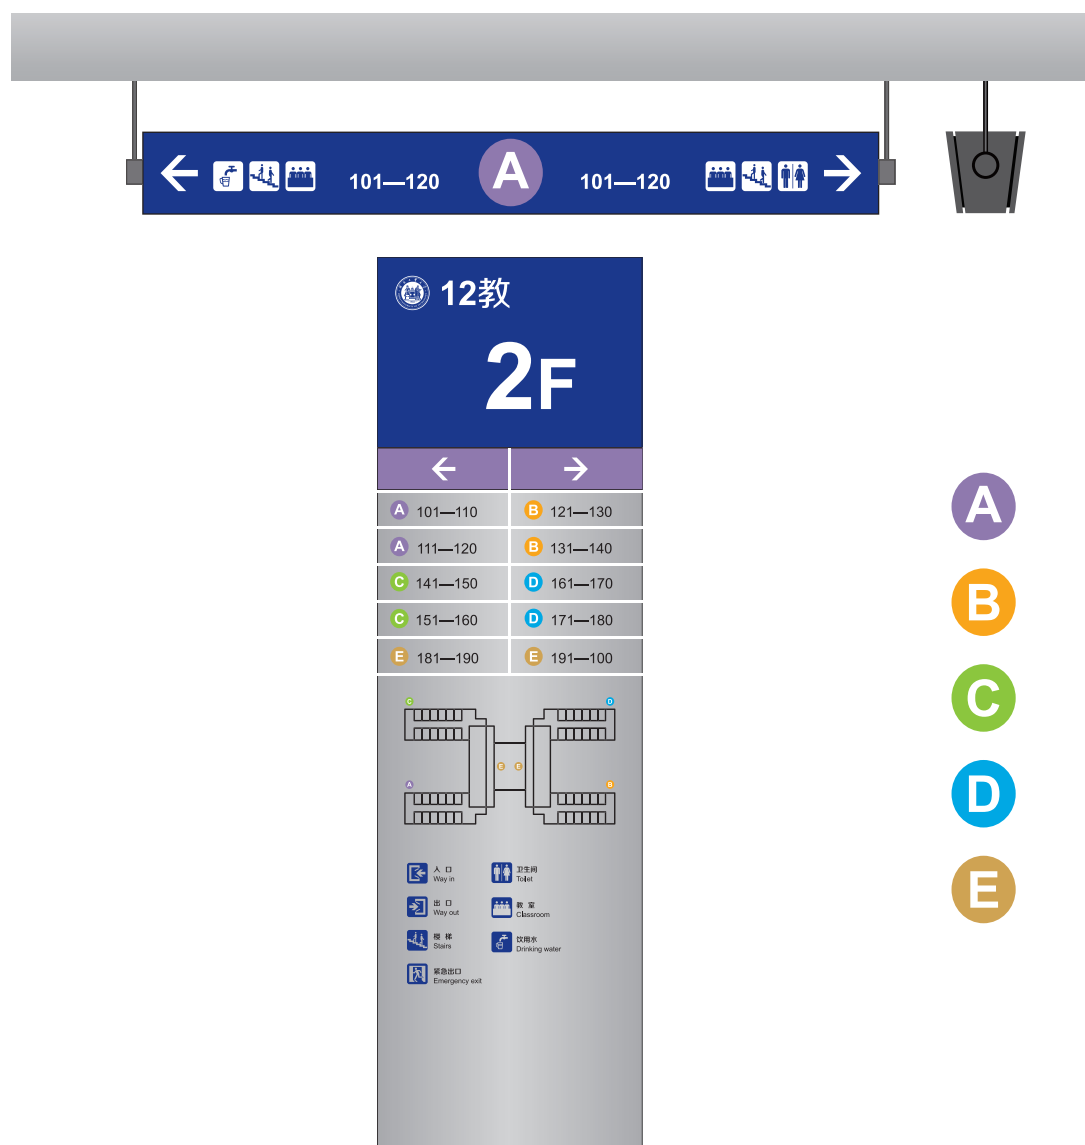 101—120 A 101—120
12教
2F
A 101—110 B 121—130
A 111—120 B 131—140
C 141—150 D 161—170
C 151—160 D 171—180
E 181—190 E 191—100
C D
E E
A B
入口 卫生间
Way in Toilet
出口 教室
Way out Classroom
楼梯 饮用水
Stairs Drinking water
紧急出口
Emergency exit
A
B
C
D
E